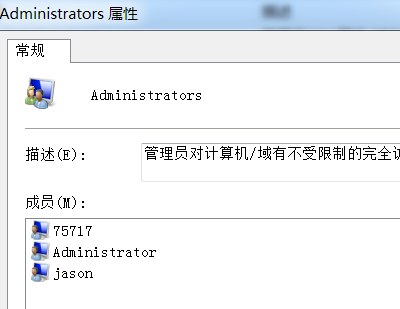 Administrators 属性
常规
Administrators
描述(E):
管理员对计算机/域有不受限制的完全
成员(M):
75717
Administrator
jason